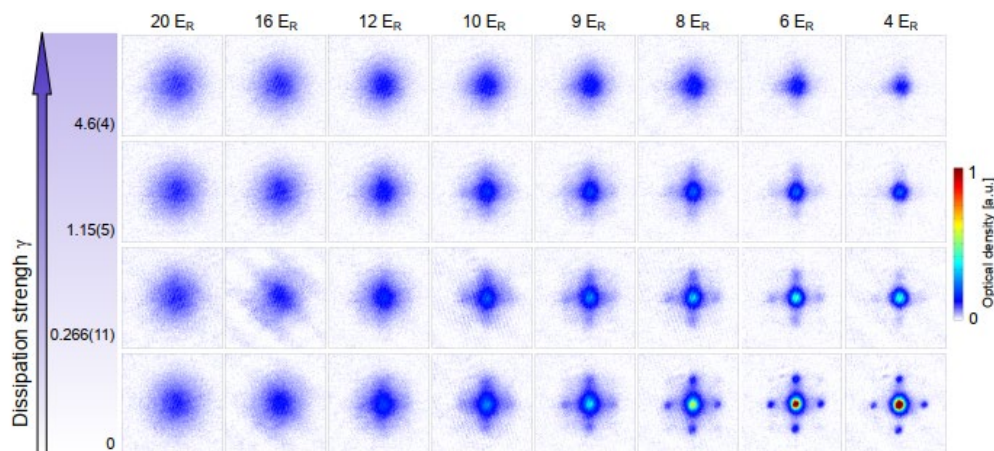 20 E_R 16 E_R 12 E_R 10 E_R 9 E_R 8 E_R 6 E_R 4 E_R
4.6(4)
1.15(5)
0.266(11)
0
Dissipation strengh γ
1
0
Optical density [a.u.]